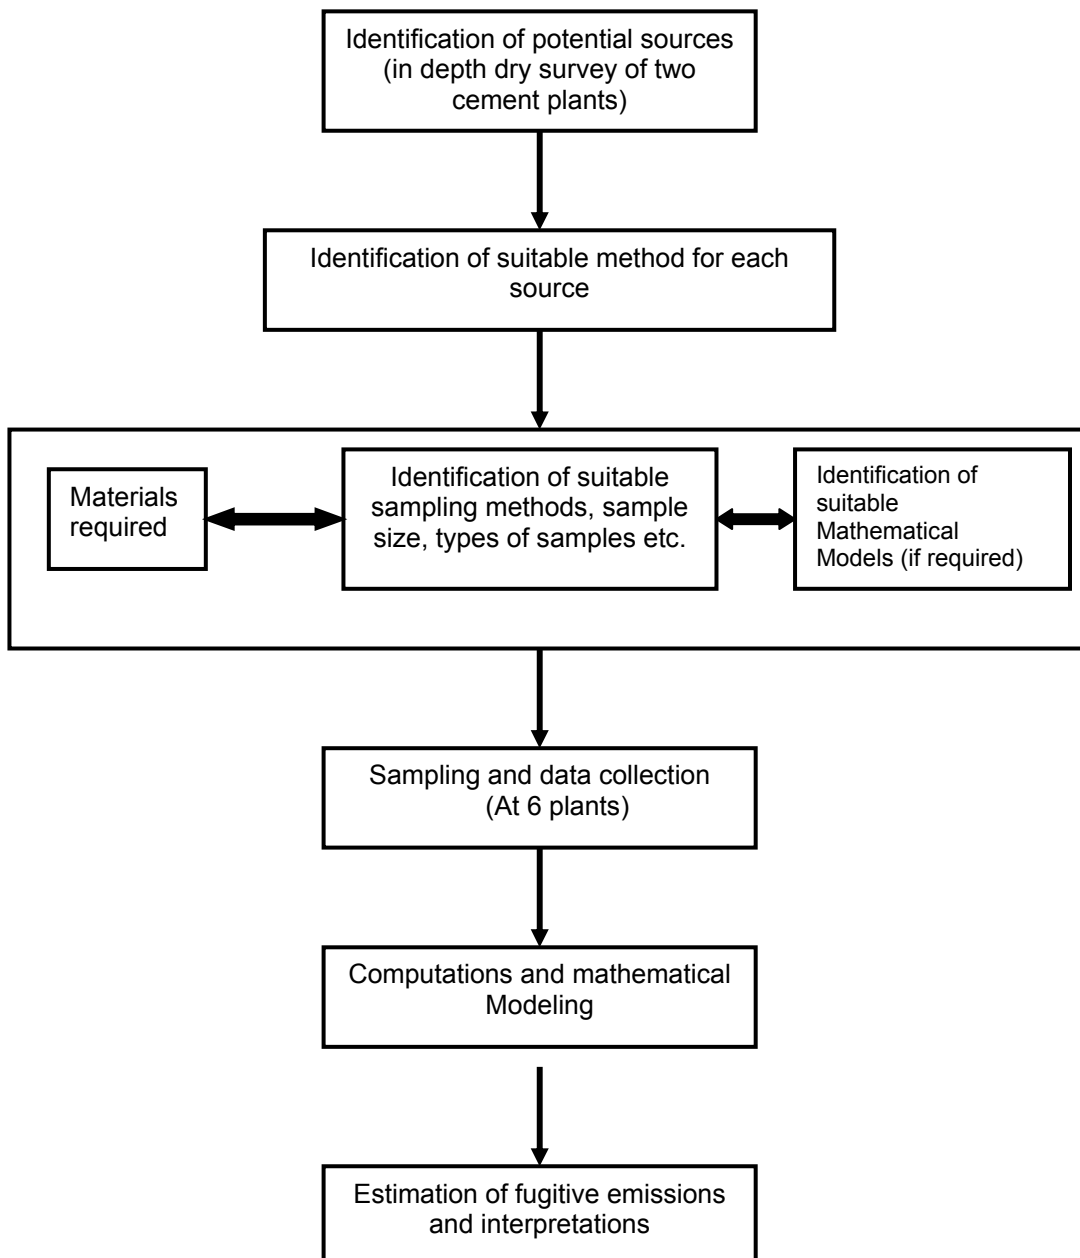 Identification of potential sources
(in depth dry survey of two
cement plants)
Identification of suitable method for each
source
Materials
required
Identification of suitable
sampling methods, sample
size, types of samples etc.
Identification of
suitable
Mathematical
Models (if required)
Sampling and data collection
(At 6 plants)
Computations and mathematical
Modeling
Estimation of fugitive emissions
and interpretations